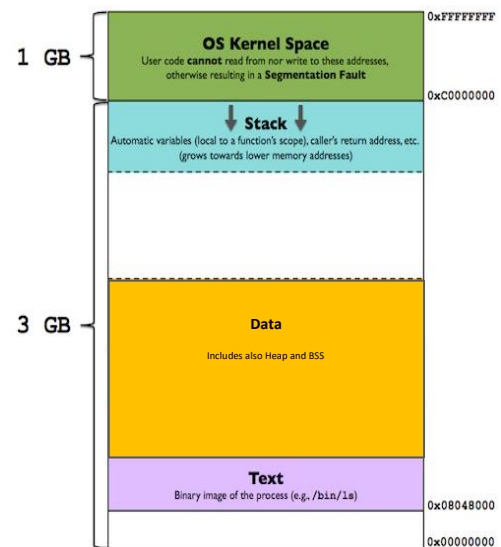 0xFFFFFFFF
1 GB
OS Kernel Space
User code cannot read from nor write to these addresses,
otherwise resulting in a Segmentation Fault
0xC0000000
Stack
Automatic variables (local to a function's scope), caller's return address, etc.
(grows towards lower memory addresses)
3 GB
Data
Includes also Heap and BSS
Text
Binary image of the process (e.g., /bin/ls)
0x08048000
0x00000000